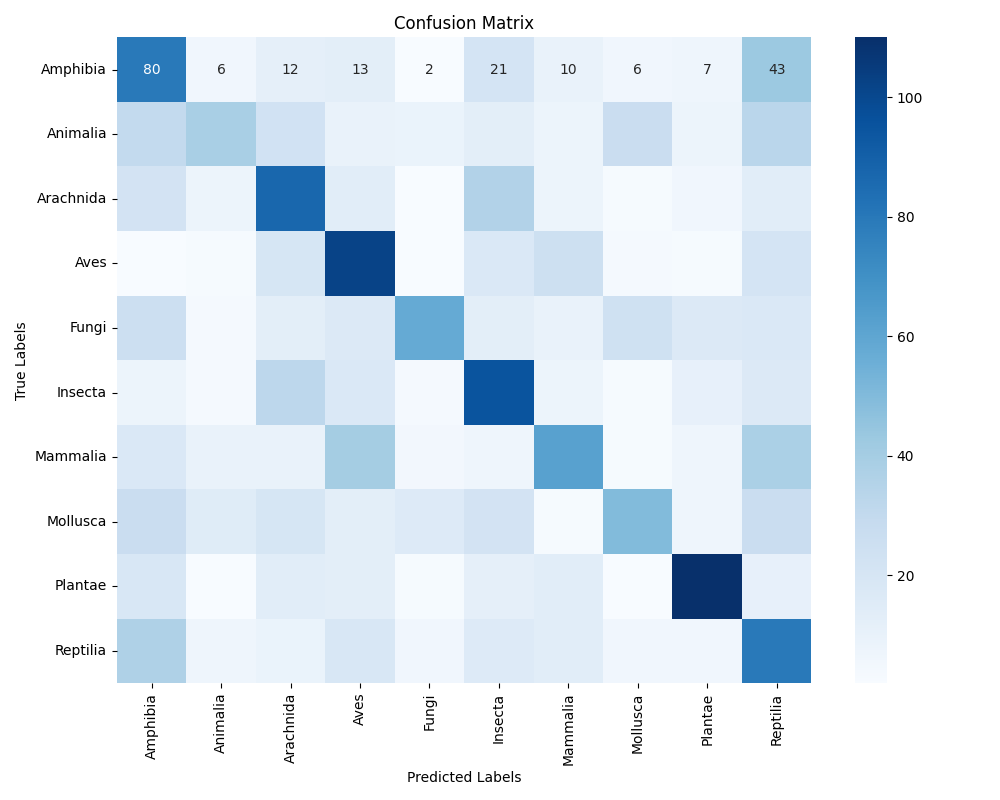 Confusion Matrix
True Labels
Amphibia 80 6 12 13 2 21 10 6 7 43
Animalia
Arachnida
Aves
Fungi
Insecta
Mammalia
Mollusca
Plantae
Reptilia
Amphibia Animalia Arachnida Aves Fungi Insecta Mammalia Mollusca Plantae Reptilia
Predicted Labels
100
80
60
40
20